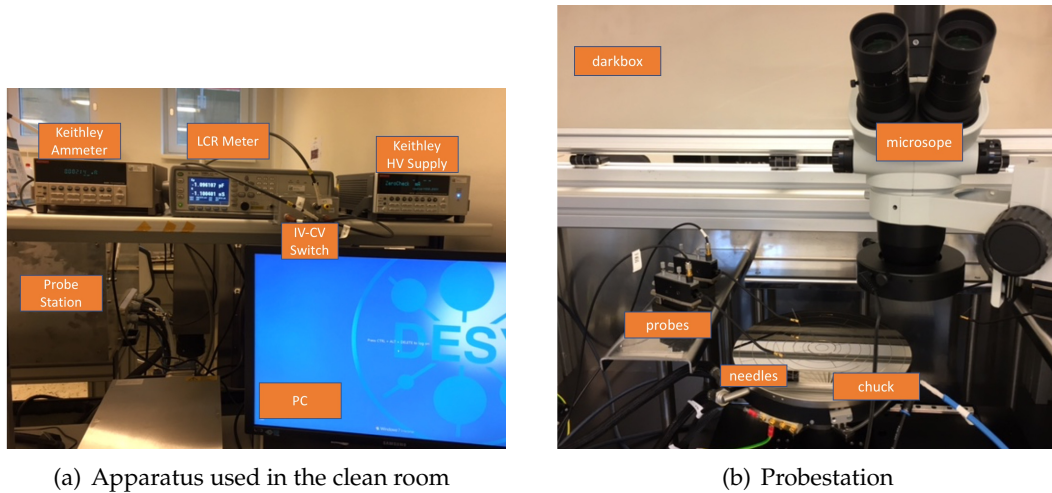 Keithley
Ammeter
LCR Meter
Keithley
HV Supply
IV-CV
Switch
Probe
Station
DESY
PC
darkbox
microsope
probes
needles
chuck
(a) Apparatus used in the clean room
(b) Probestation